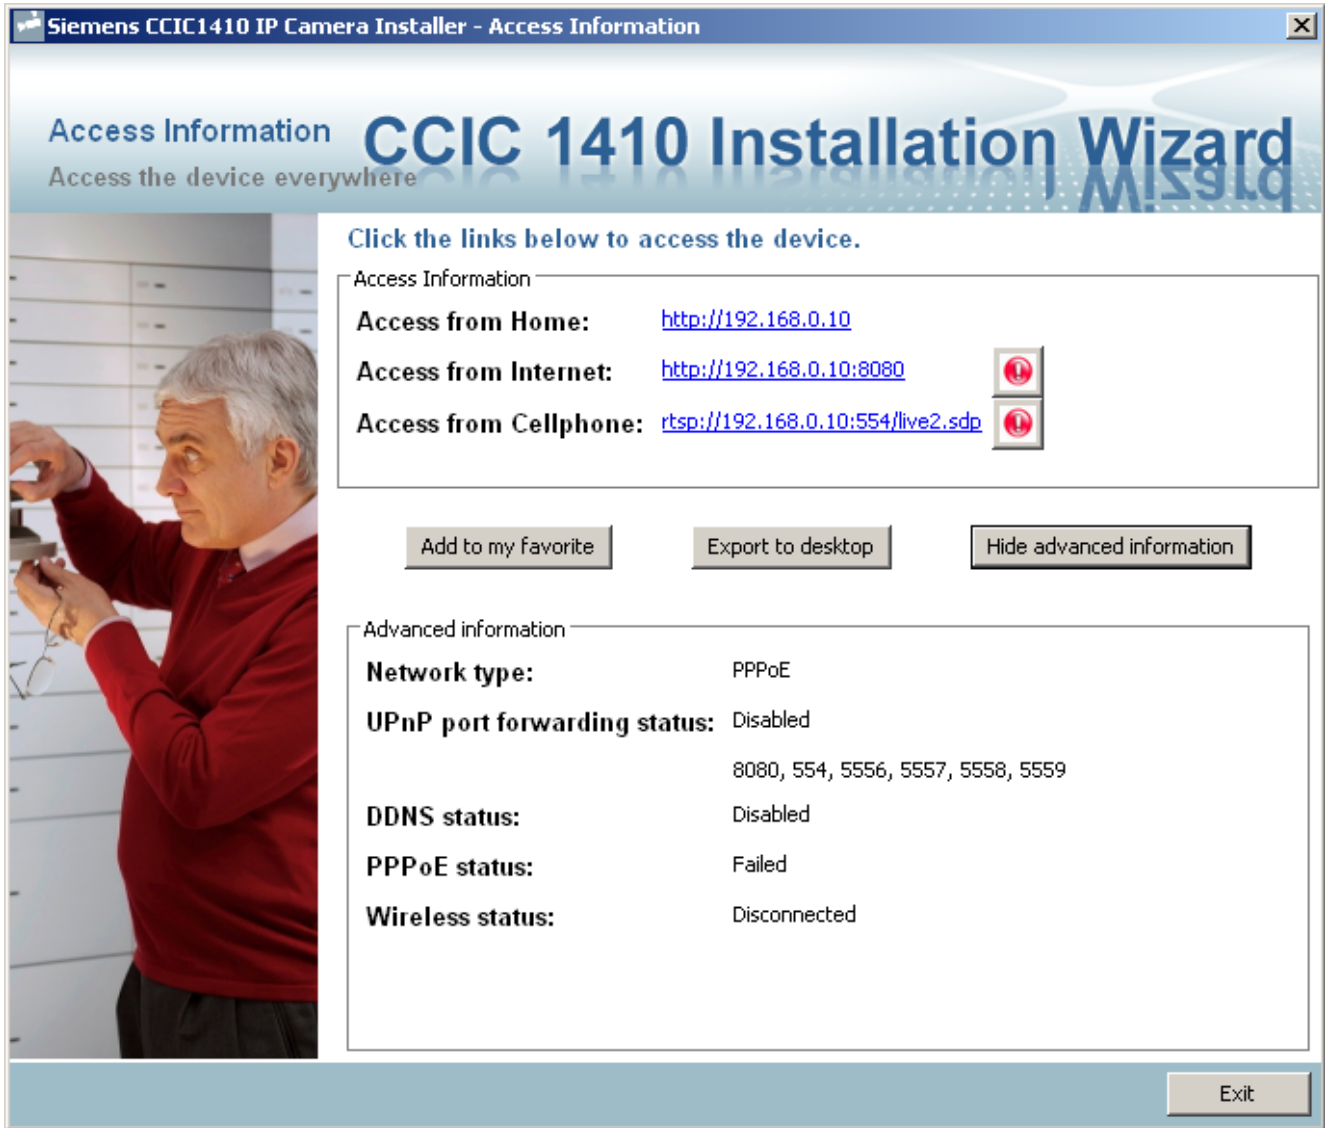 Siemens CCIC1410 IP Camera Installer - Access Information
Access Information
CCIC 1410 Installation Wizard
Access the device everywhere
Click the links below to access the device.
Access Information
Access from Home: http://192.168.0.10
Access from Internet: http://192.168.0.10:8080
Access from Cellphone: rtsp://192.168.0.10:554/live2.sdp
Add to my favorite
Export to desktop
Hide advanced information
Advanced information
Network type: PPPoE
UPnP port forwarding status: Disabled
8080, 554, 5556, 5557, 5558, 5559
DDNS status: Disabled
PPPoE status: Failed
Wireless status: Disconnected
Exit